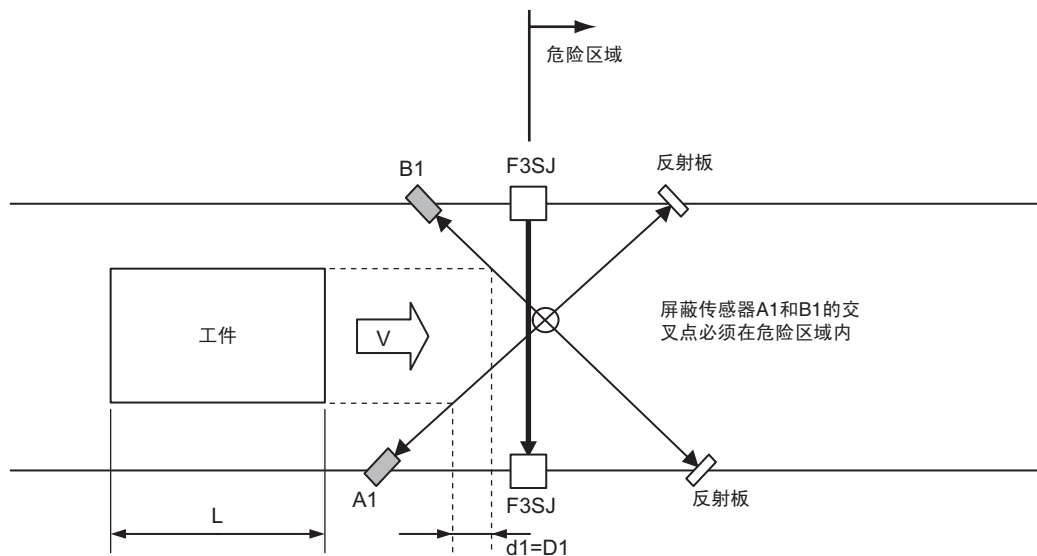 危险区域
B1
F3SJ
反射板
工件
V
屏蔽传感器A1和B1的交
叉点必须在危险区域内
A1
F3SJ
反射板
L
d1=D1